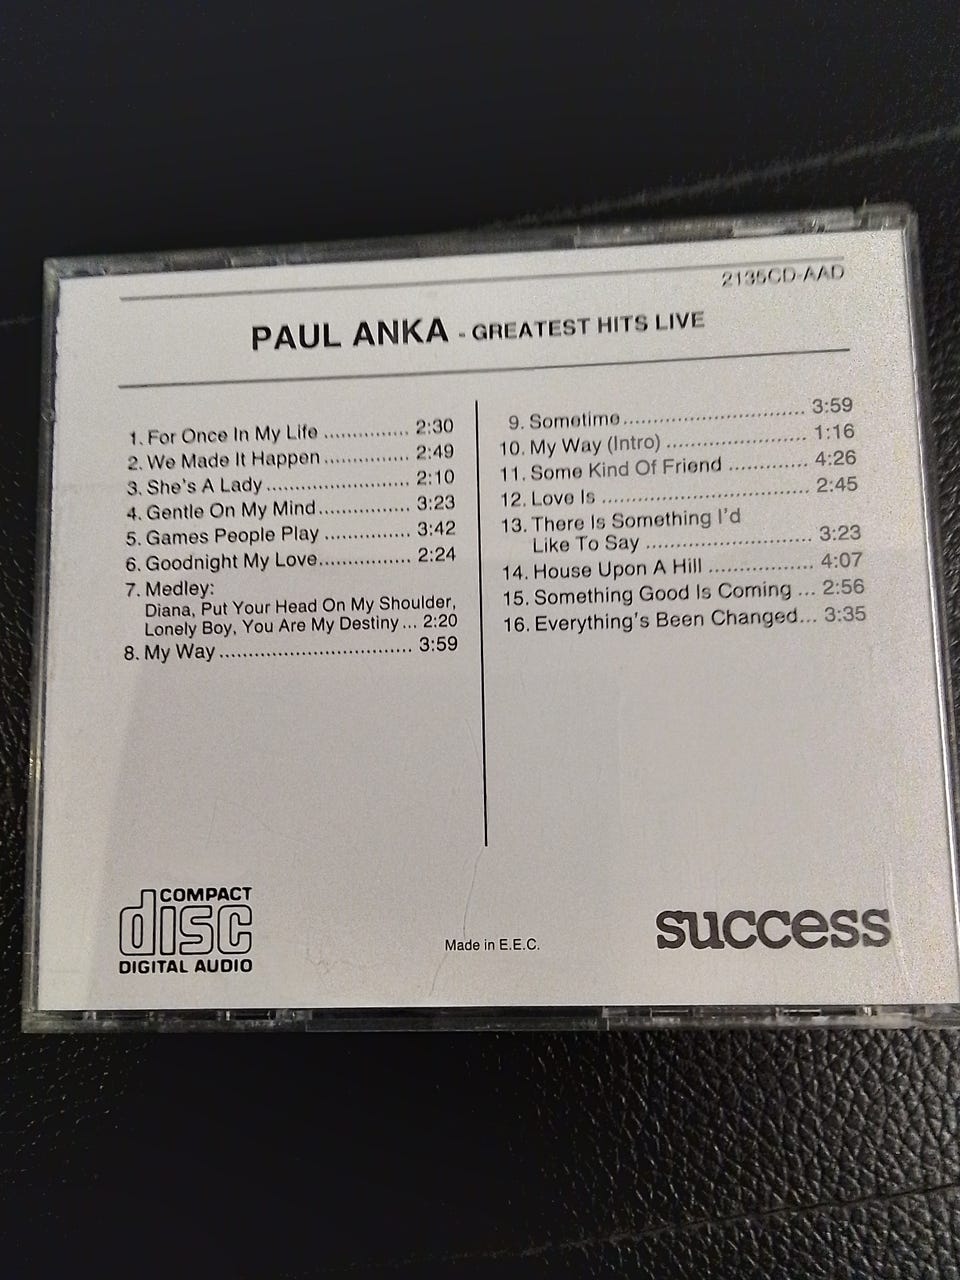 2135CD-AAD
PAUL ANKA - GREATEST HITS LIVE
1. For Once In My Life .............. 2:30
2. We Made It Happen .............. 2:49
3. She's A Lady ....................... 2:10
4. Gentle On My Mind ............... 3:23
5. Games People Play .............. 3:42
6. Goodnight My Love ............... 2:24
7. Medley:
Diana, Put Your Head On My Shoulder,
Lonely Boy, You Are My Destiny ... 2:20
8. My Way ................................ 3:59
9. Sometime ............................. 3:59
10. My Way (Intro) ...................... 1:16
11. Some Kind Of Friend ............ 4:26
12. Love Is ................................. 2:45
13. There Is Something I'd
Like To Say .......................... 3:23
14. House Upon A Hill ................. 4:07
15. Something Good Is Coming ... 2:56
16. Everything's Been Changed... 3:35
COMPACT
disc
DIGITAL AUDIO
Made in E.E.C.
success